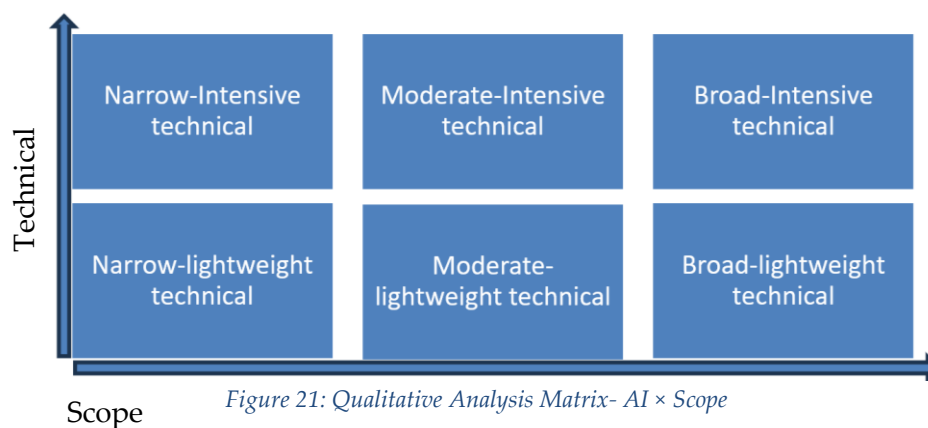 Technical
Narrow-Intensive
technical
Moderate-Intensive
technical
Broad-Intensive
technical
Narrow-lightweight
technical
Moderate-
lightweight technical
Broad-lightweight
technical
Scope
Figure 21: Qualitative Analysis Matrix- AI × Scope